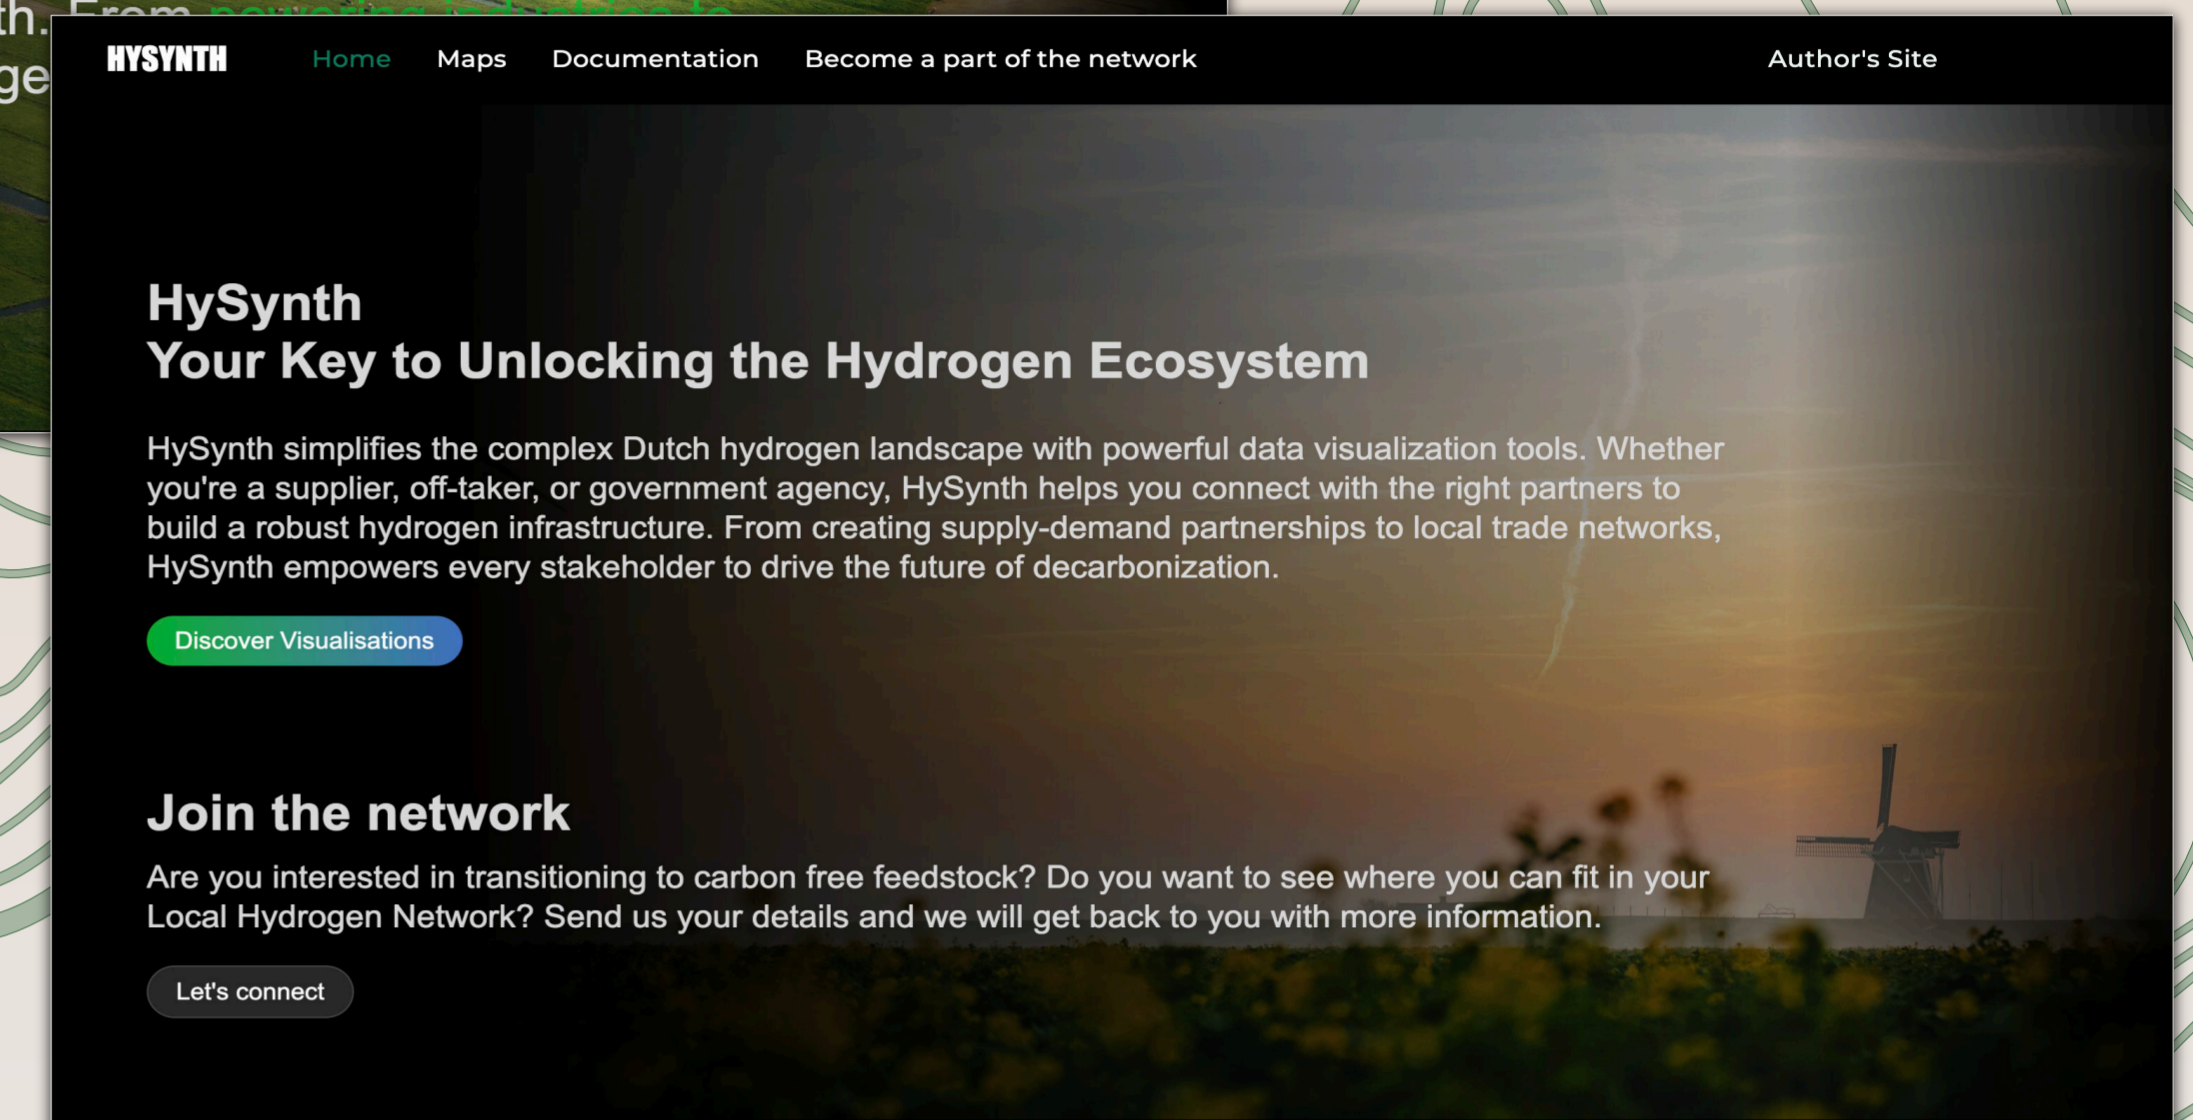 th. From powering industries to
ge
HYSYNTH Home Maps Documentation Become a part of the network Author's Site
HySynth
Your Key to Unlocking the Hydrogen Ecosystem
HySynth simplifies the complex Dutch hydrogen landscape with powerful data visualization tools. Whether
you're a supplier, off-taker, or government agency, HySynth helps you connect with the right partners to
build a robust hydrogen infrastructure. From creating supply-demand partnerships to local trade networks,
HySynth empowers every stakeholder to drive the future of decarbonization.
Discover Visualisations
Join the network
Are you interested in transitioning to carbon free feedstock? Do you want to see where you can fit in your
Local Hydrogen Network? Send us your details and we will get back to you with more information.
Let's connect